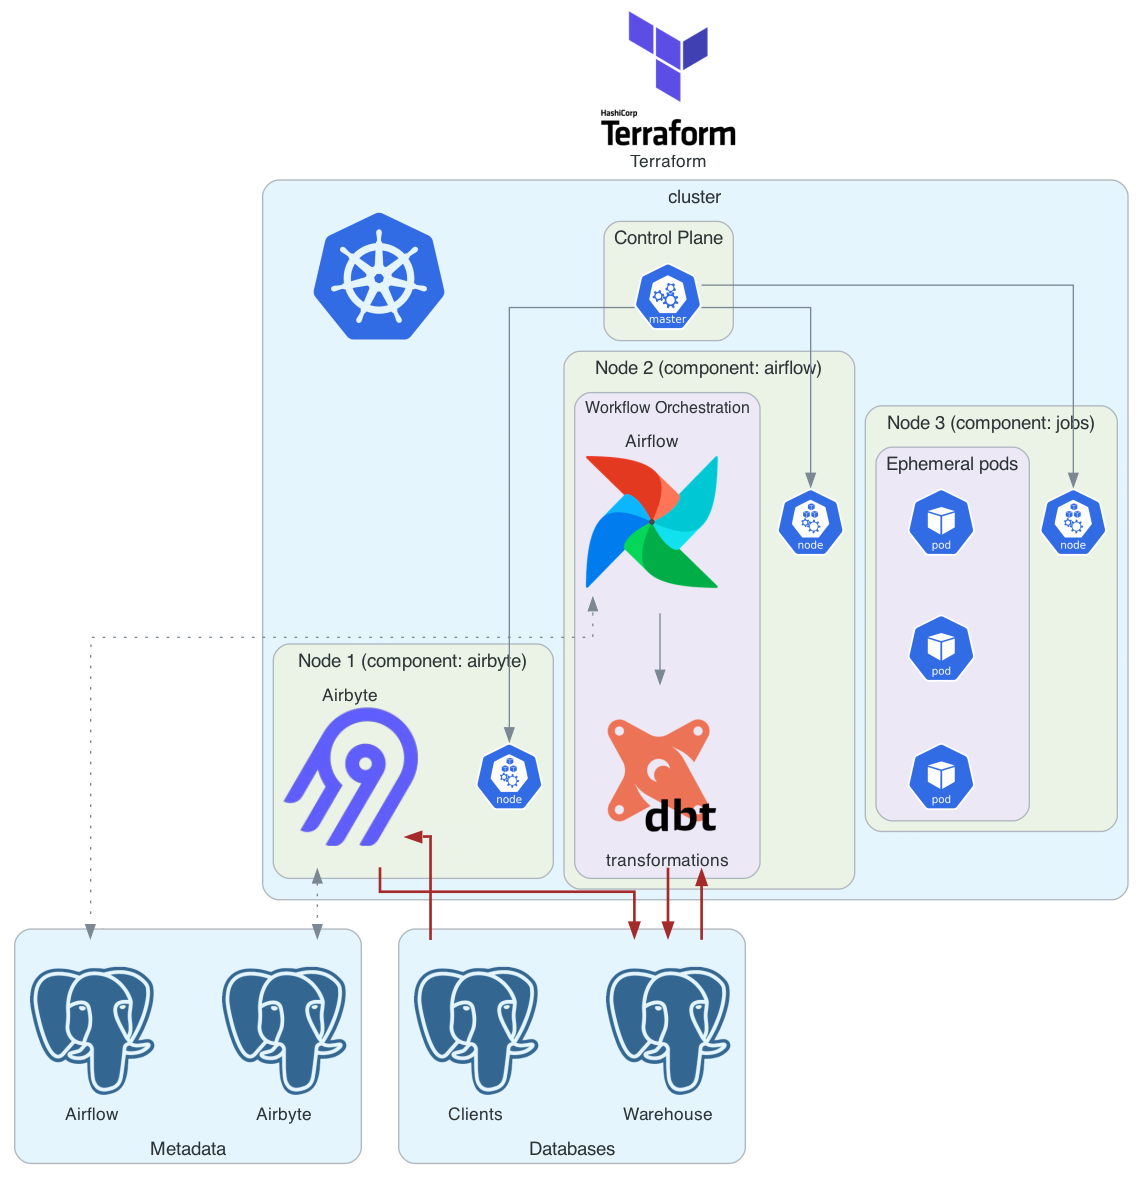 HashiCorp
Terraform
Terraform
cluster
Control Plane
master
Node 2 (component: airflow)
Workflow Orchestration
Airflow
node
Node 3 (component: jobs)
Ephemeral pods
pod
node
pod
pod
Node 1 (component: airbyte)
Airbyte
node
dbt
transformations
Airflow
Airbyte
Metadata
Clients
Warehouse
Databases